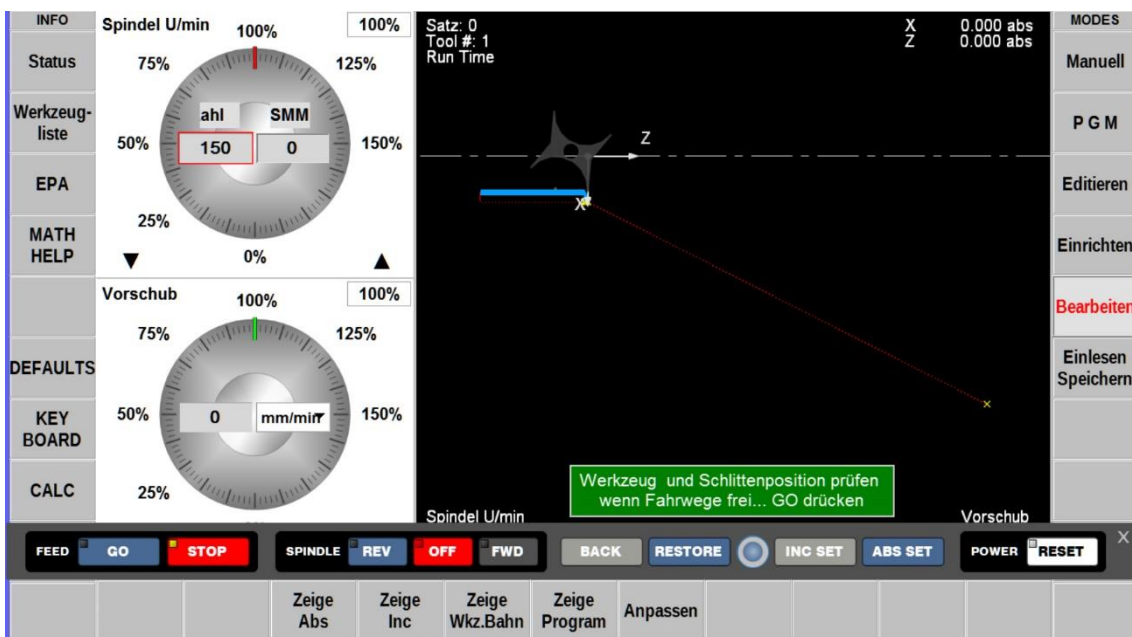 INFO
Status
Werkzeug-
liste
EPA
MATH
HELP
DEFAULTS
KEY
BOARD
CALC
Spindel U/min
100%
100%
75%
125%
ahl
SMM
50%
150
0
150%
25%
0%
▼
▲
Vorschub
100%
100%
75%
125%
50%
0
mm/min
150%
25%
Satz: 0
Tool #: 1
Run Time
X 0.000 abs
Z 0.000 abs
Z
X
Werkzeug und Schlittenposition prüfen
wenn Fahrwege frei... GO drücken
Spindel U/min
Vorschub
MODES
Manuell
P G M
Editieren
Einrichten
Bearbeiten
Einlesen
Speichern
FEED GO STOP SPINDLE REV OFF FWD BACK RESTORE INC SET ABS SET POWER RESET X
Zeige
Abs
Zeige
Inc
Zeige
Wkz.Bahn
Zeige
Program
Anpassen